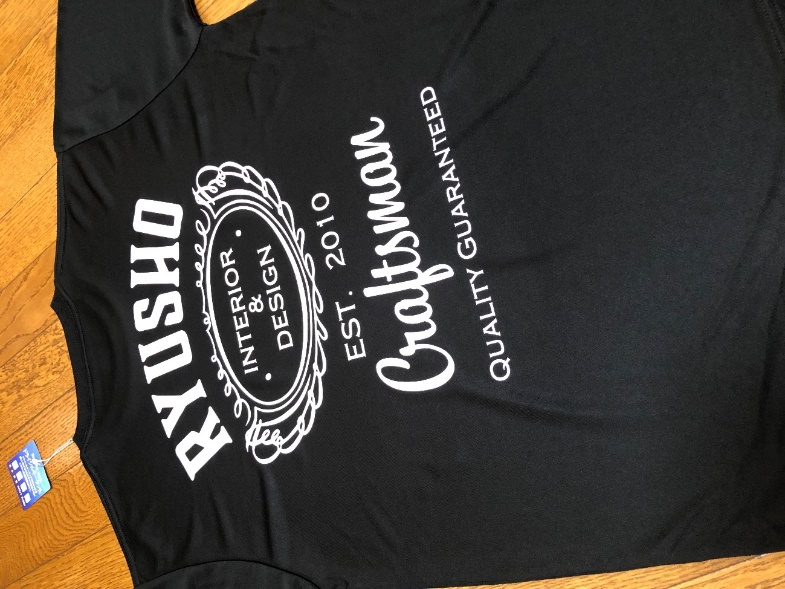 RYUSHO
INTERIOR
&
DESIGN
EST. 2010
Craftsman
QUALITY GUARANTEED